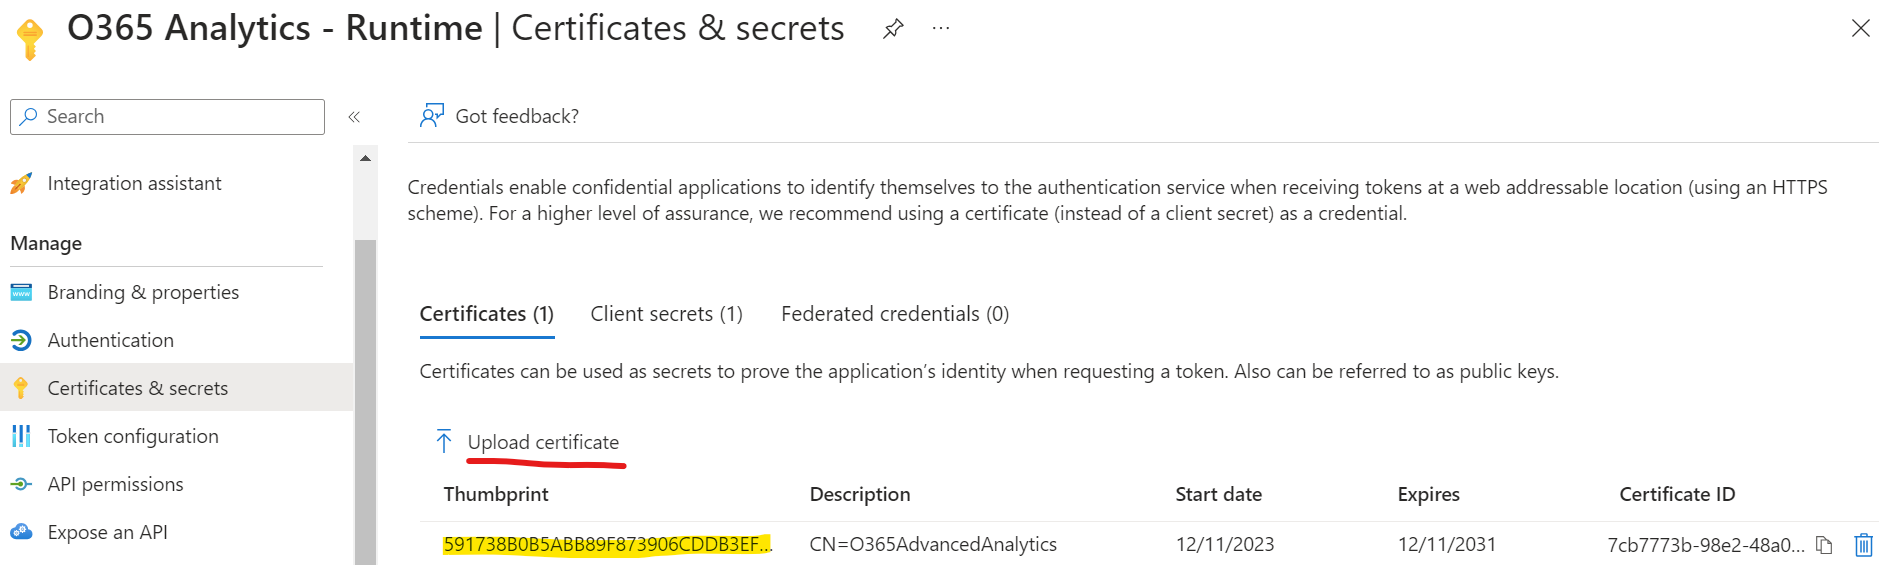 O365 Analytics - Runtime | Certificates & secrets
Search
«
Got feedback?
Integration assistant
Manage
Branding & properties
Authentication
Certificates & secrets
Token configuration
API permissions
Expose an API
Credentials enable confidential applications to identify themselves to the authentication service when receiving tokens at a web addressable location (using an HTTPS
scheme). For a higher level of assurance, we recommend using a certificate (instead of a client secret) as a credential.
Certificates (1) Client secrets (1) Federated credentials (0)
Certificates can be used as secrets to prove the application's identity when requesting a token. Also can be referred to as public keys.
Upload certificate
Thumbprint Description Start date Expires Certificate ID
591738B0B5ABB89F873906CDDB3EF... CN=O365AdvancedAnalytics 12/11/2023 12/11/2031 7cb7773b-98e2-48a0...